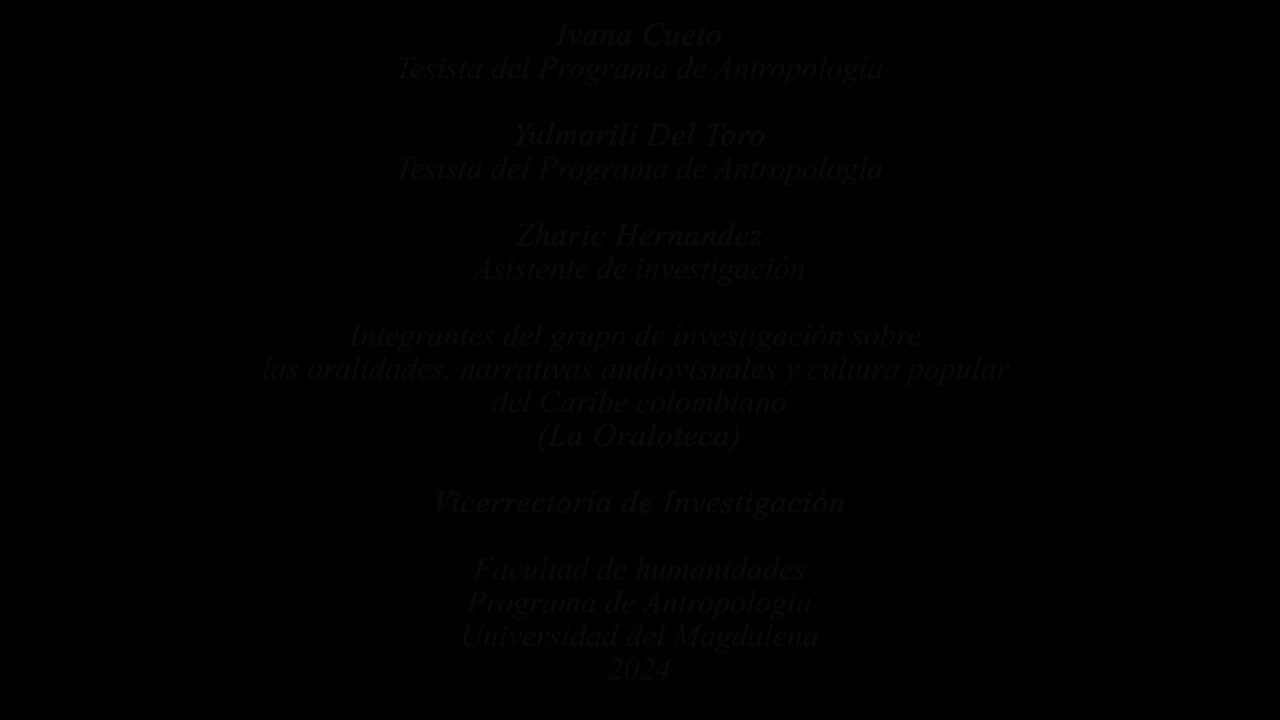 Ivana Cueto
Tesista del Programa de Antropología
Yulmarili Del Toro
Tesista del Programa de Antropología
Zharic Hernandez
Asistente de investigación
Integrantes del grupo de investigación sobre
las oralidades, narrativas audiovisuales y cultura popular
del Caribe colombiano
(La Oraloteca)
Vicerrectoría de Investigación
Facultad de humanidades
Programa de Antropología
Universidad del Magdalena
2024